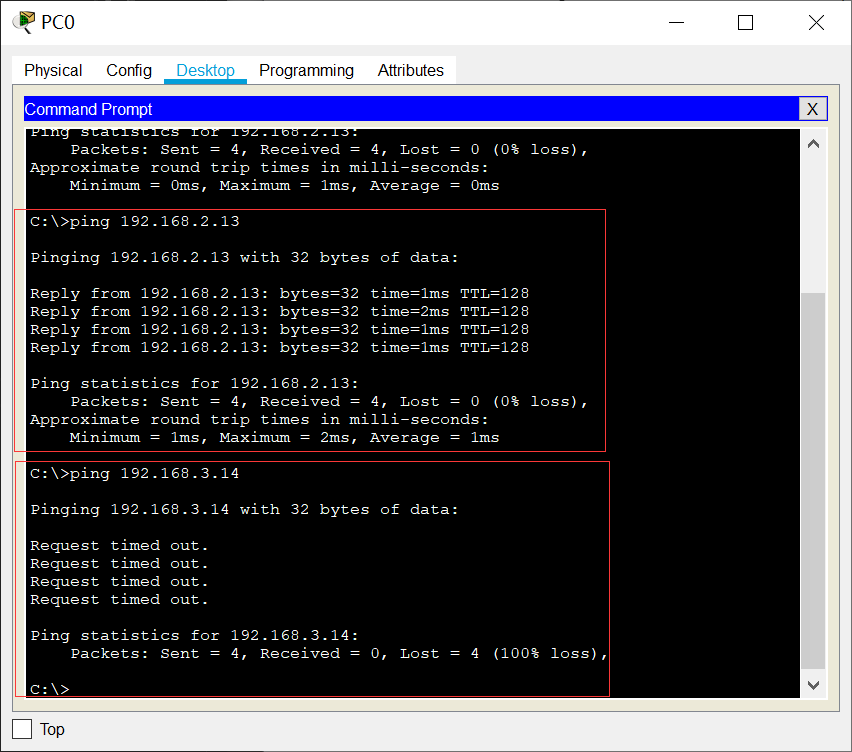 PC0
Physical Config Desktop Programming Attributes
Command Prompt X
Ping statistics for 192.168.2.13:
Packets: Sent = 4, Received = 4, Lost = 0 (0% loss),
Approximate round trip times in milli-seconds:
Minimum = 0ms, Maximum = 1ms, Average = 0ms
C:\>ping 192.168.2.13
Pinging 192.168.2.13 with 32 bytes of data:
Reply from 192.168.2.13: bytes=32 time=1ms TTL=128
Reply from 192.168.2.13: bytes=32 time=2ms TTL=128
Reply from 192.168.2.13: bytes=32 time=1ms TTL=128
Reply from 192.168.2.13: bytes=32 time=1ms TTL=128
Ping statistics for 192.168.2.13:
Packets: Sent = 4, Received = 4, Lost = 0 (0% loss),
Approximate round trip times in milli-seconds:
Minimum = 1ms, Maximum = 2ms, Average = 1ms
C:\>ping 192.168.3.14
Pinging 192.168.3.14 with 32 bytes of data:
Request timed out.
Request timed out.
Request timed out.
Request timed out.
Ping statistics for 192.168.3.14:
Packets: Sent = 4, Received = 0, Lost = 4 (100% loss),
C:\>
Top